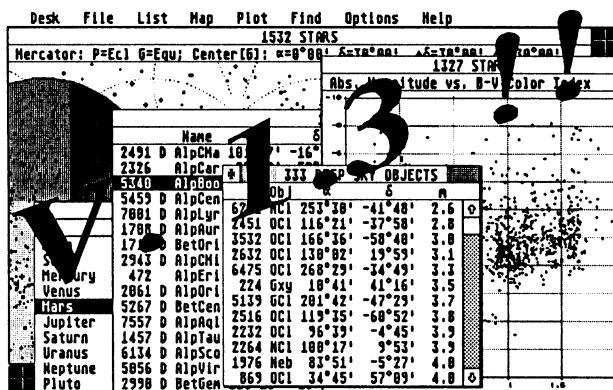 Desk File List Map Plot Find Options Help
1532 STARS
Mercator: P=Ecl G=Equ; Center[G]:
1327 STAR
Abs. vs. B-V Color Index
V.1.3!!
Name δ
2491 D AlpCMa -16°
2326 AlpCar
5340 AlpBoo
5459 D AlpCen
7001 D AlpLyr
1708 D AlpAur
BetOri
2943 D AlpCMi
472 AlpEri
2061 D AlpOri
5267 D BetCen
7557 D AlpAql
1457 D AlpTau
6134 D AlpSco
5056 D AlpVir
2990 D BetGem
Venus
Mars
Jupiter
Saturn
Uranus
Neptune
Pluto
333 DEEP SKY OBJECTS
Obj α δ m
OCl 253°30' -41°48' 2.6
2451 OCl 116°21' -37°58' 2.8
3532 OCl 166°36' -58°40' 3.0
2632 OCl 130°02' 19°59' 3.1
6475 OCl 268°29' -34°49' 3.3
224 Gxy 10°41' 41°16' 3.5
5139 GCl 201°42' -47°29' 3.7
2516 OCl 119°35' -60°52' 3.8
2232 OCl 96°39' -4°45' 3.9
2264 NCl 100°17' 9°53' 3.9
1976 Neb 83°51' -5°27' 4.0
869 OCl 34°45' 57°09' 4.0